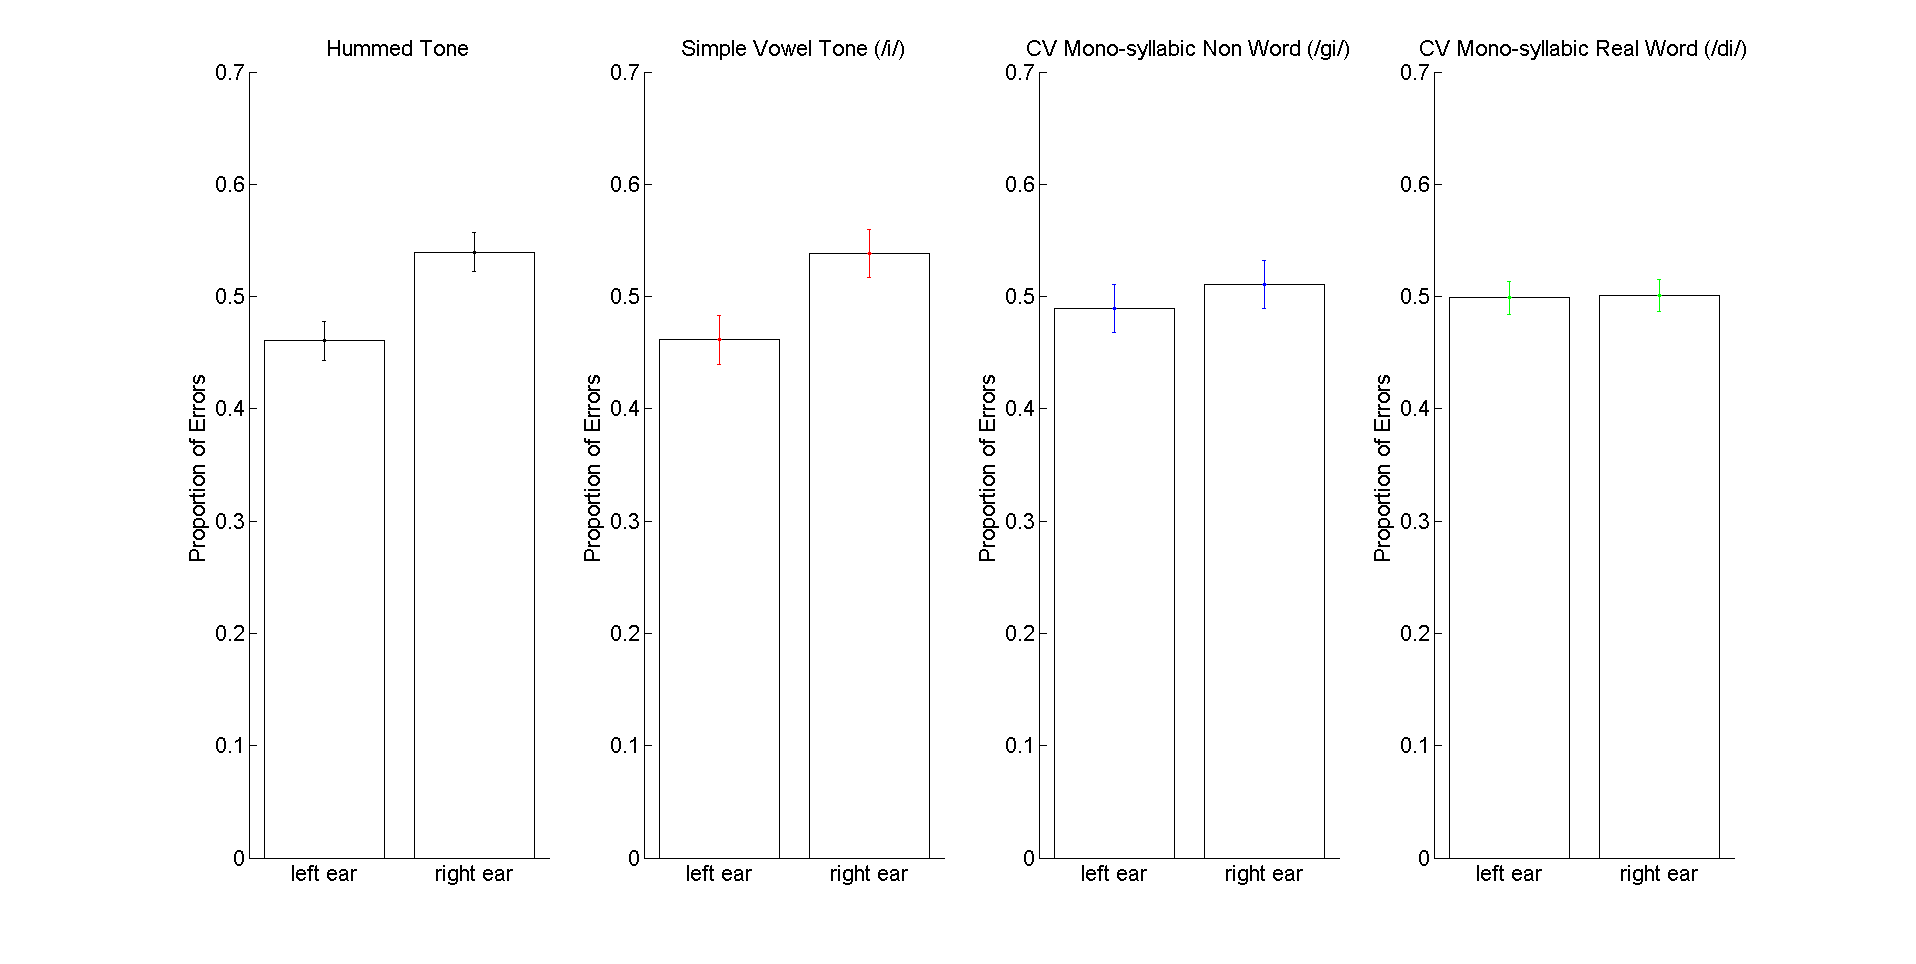 Hummed Tone
0.7
0.6
0.5
0.4
0.3
0.2
0.1
0
Proportion of Errors
left ear right ear
Simple Vowel Tone (/i/)
0.7
0.6
0.5
0.4
0.3
0.2
0.1
0
Proportion of Errors
left ear right ear
CV Mono-syllabic Non Word (/gi/)
0.7
0.6
0.5
0.4
0.3
0.2
0.1
0
Proportion of Errors
left ear right ear
CV Mono-syllabic Real Word (/di/)
0.7
0.6
0.5
0.4
0.3
0.2
0.1
0
Proportion of Errors
left ear right ear